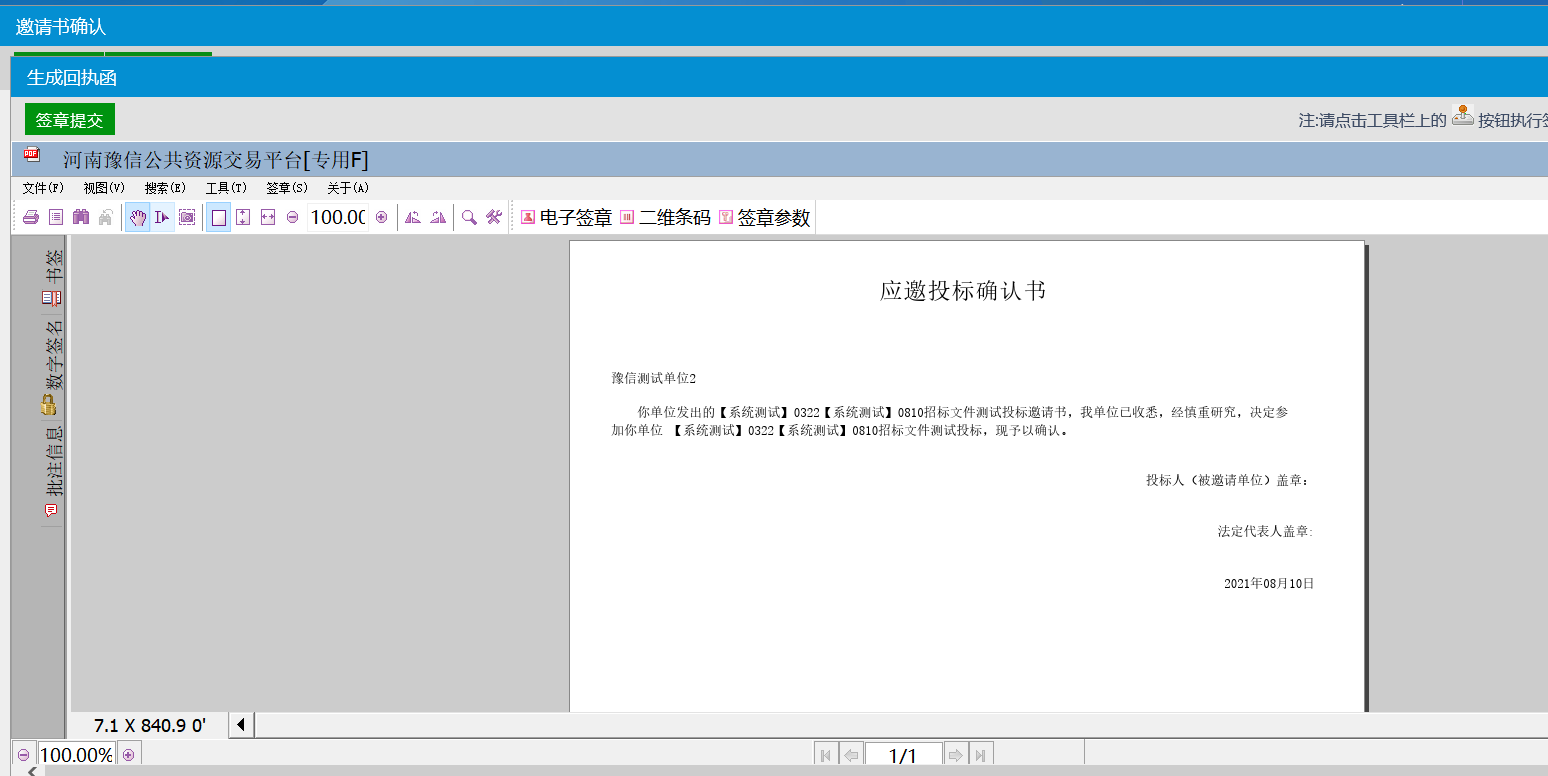 邀请书确认
生成回执函
签章提交
注:请点击工具栏上的 按钮执行签
河南豫信公共资源交易平台[专用F]
文件(F) 视图(V) 搜索(E) 工具(T) 签章(S) 关于(A)
100.00 电子签章 二维条码 签章参数
书签
数字签名
批注信息
应邀投标确认书
豫信测试单位2
你单位发出的【系统测试】0322【系统测试】0810招标文件测试投标邀请书，我单位已收悉，经慎重研究，决定参
加你单位 【系统测试】0322【系统测试】0810招标文件测试投标，现予以确认。
投标人（被邀请单位）盖章：
法定代表人盖章:
2021年08月10日
7.1 X 840.9 0'
100.00% 1/1